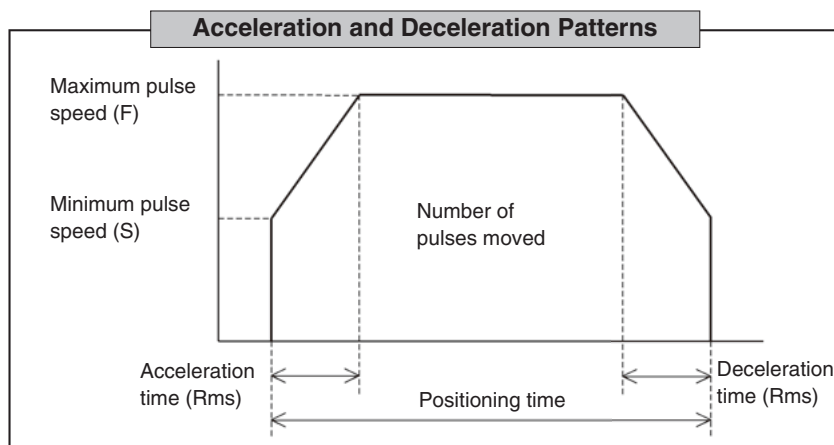 Acceleration and Deceleration Patterns
Maximum pulse
speed (F)
Minimum pulse
speed (S)
Number of
pulses moved
Acceleration
time (Rms)
Deceleration
time (Rms)
Positioning time